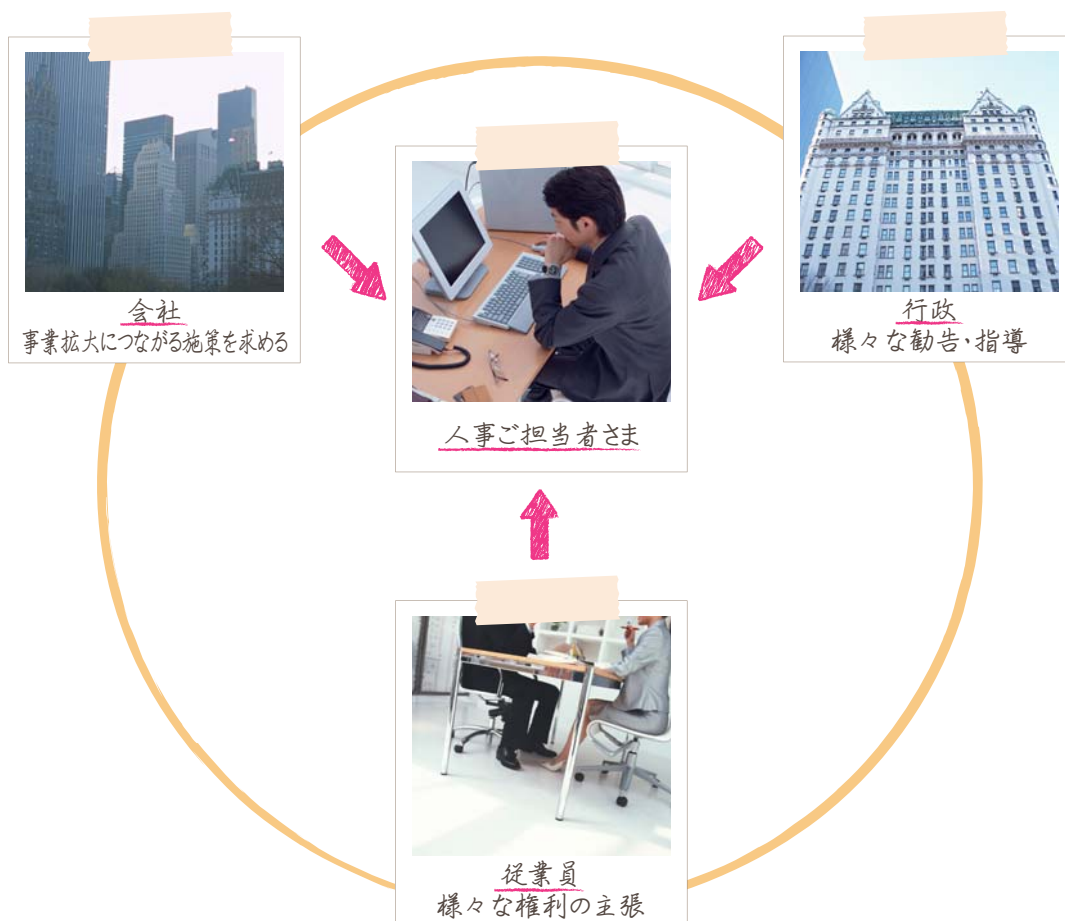 会社
事業拡大につながる施策を求める
行政
様々な勧告・指導
人事ご担当者さま
従業員
様々な権利の主張